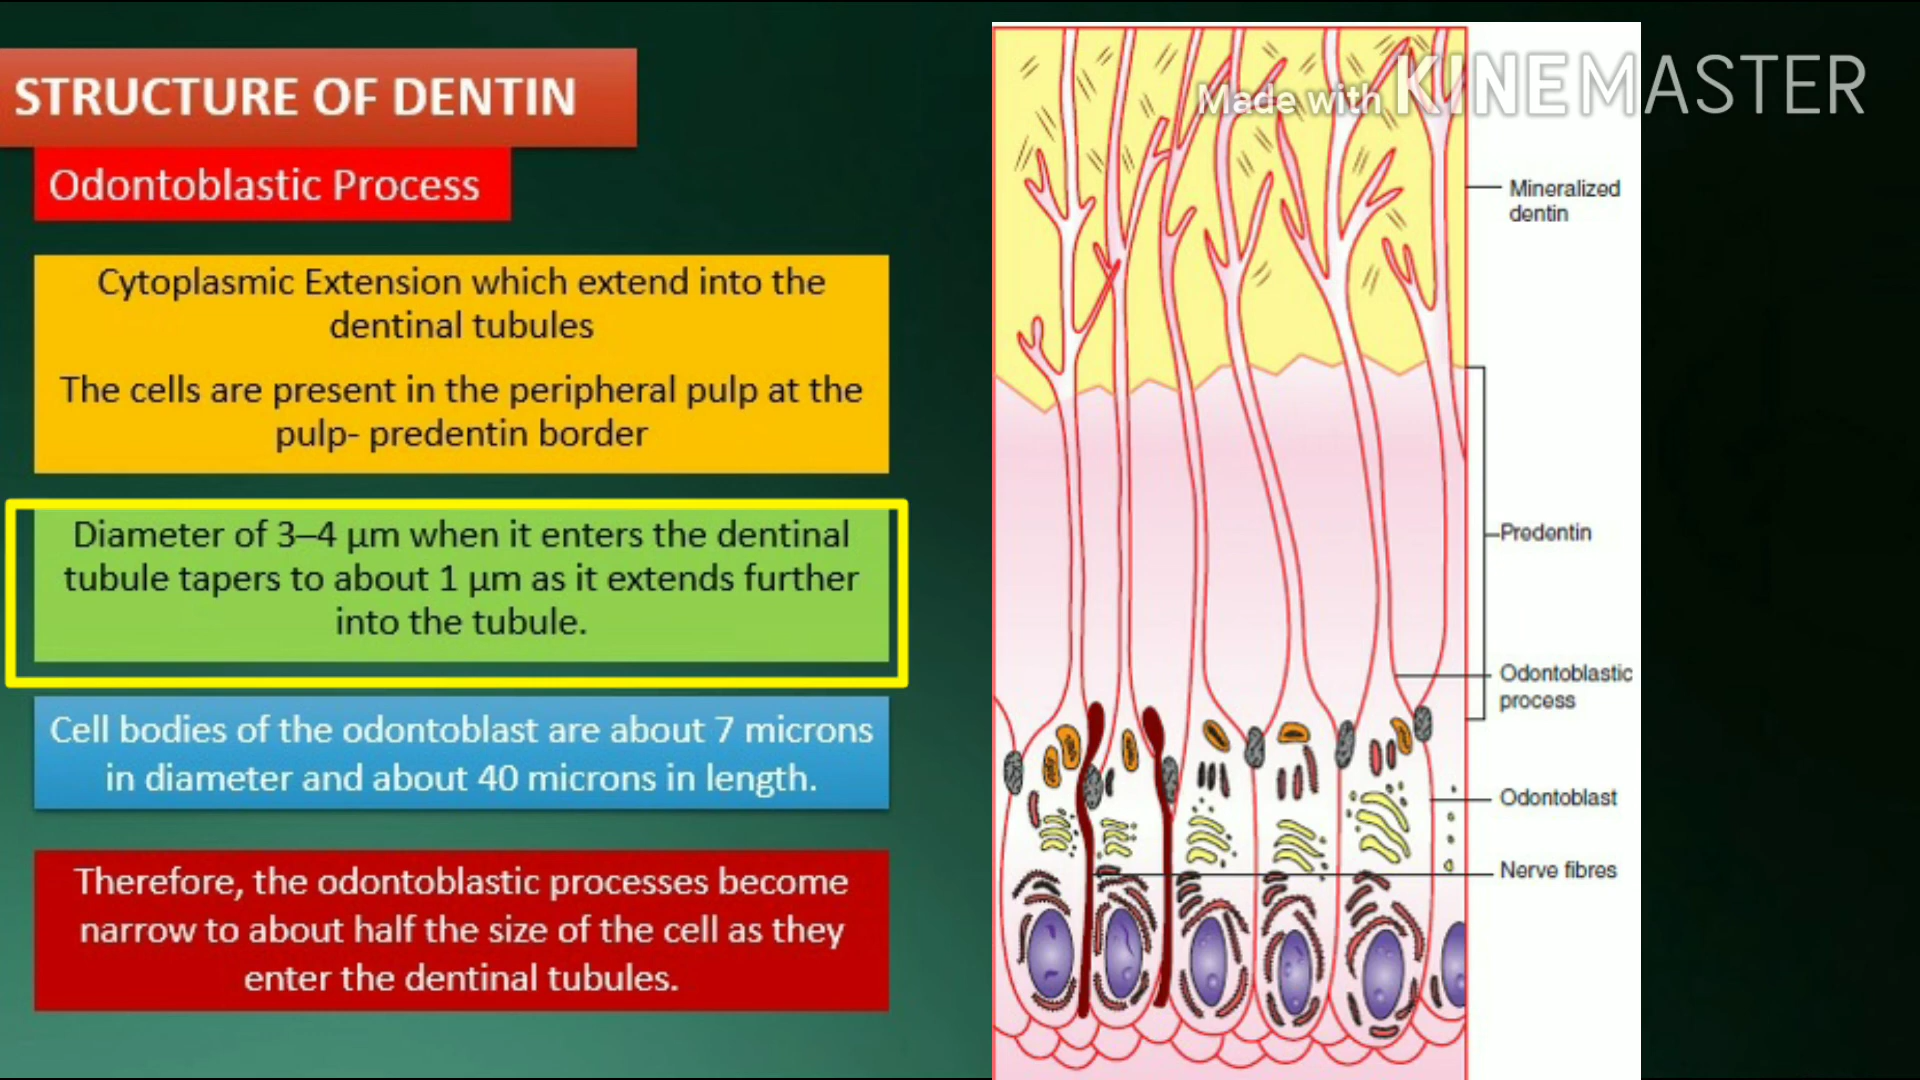 STRUCTURE OF DENTIN
Odontoblastic Process
Cytoplasmic Extension which extend into the
dentinal tubules
The cells are present in the peripheral pulp at the
pulp- predentin border
Diameter of 3–4 µm when it enters the dentinal
tubule tapers to about 1 µm as it extends further
into the tubule.
Cell bodies of the odontoblast are about 7 microns
in diameter and about 40 microns in length.
Therefore, the odontoblastic processes become
narrow to about half the size of the cell as they
enter the dentinal tubules.
Made with KINEMASTER
Mineralized
dentin
Predentin
Odontoblastic
process
Odontoblast
Nerve fibres